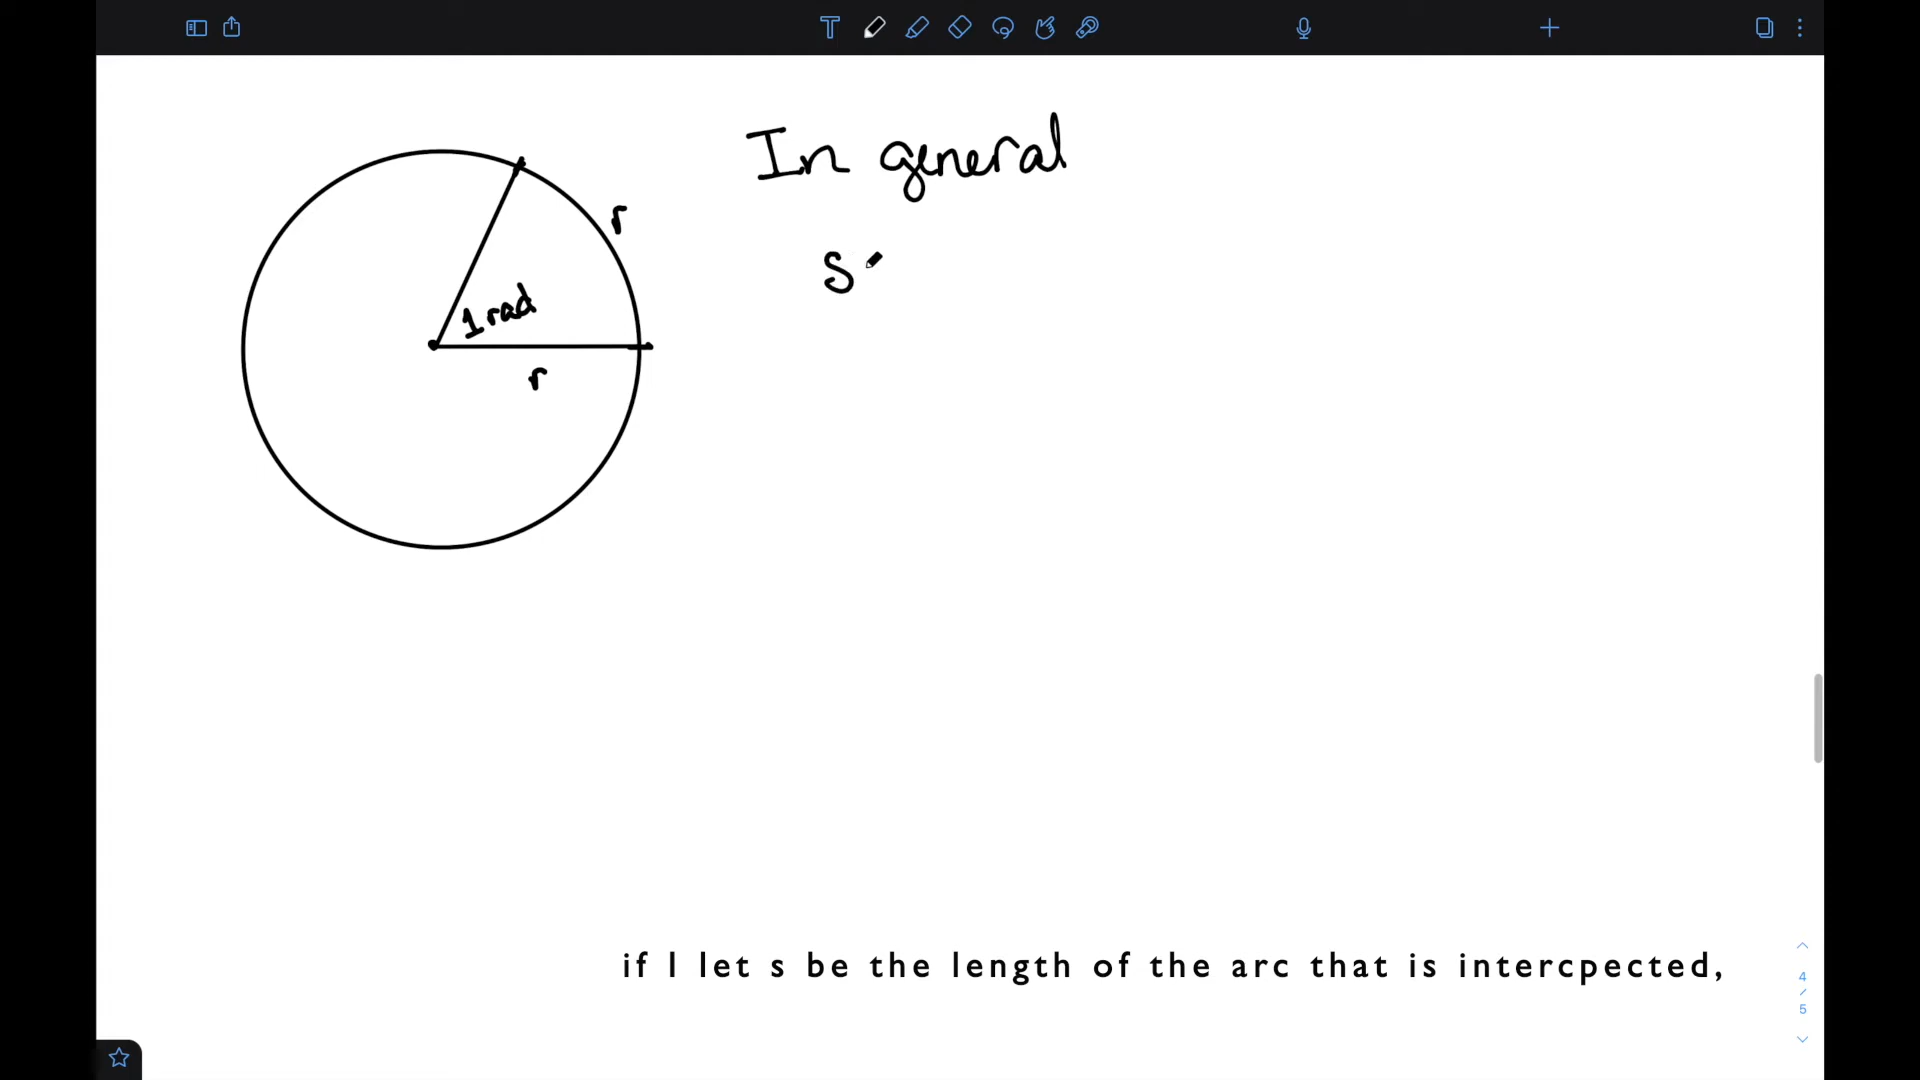 In general
r
S
1 rad
r
if I let s be the length of the arc that is intercpected,
4
/
5